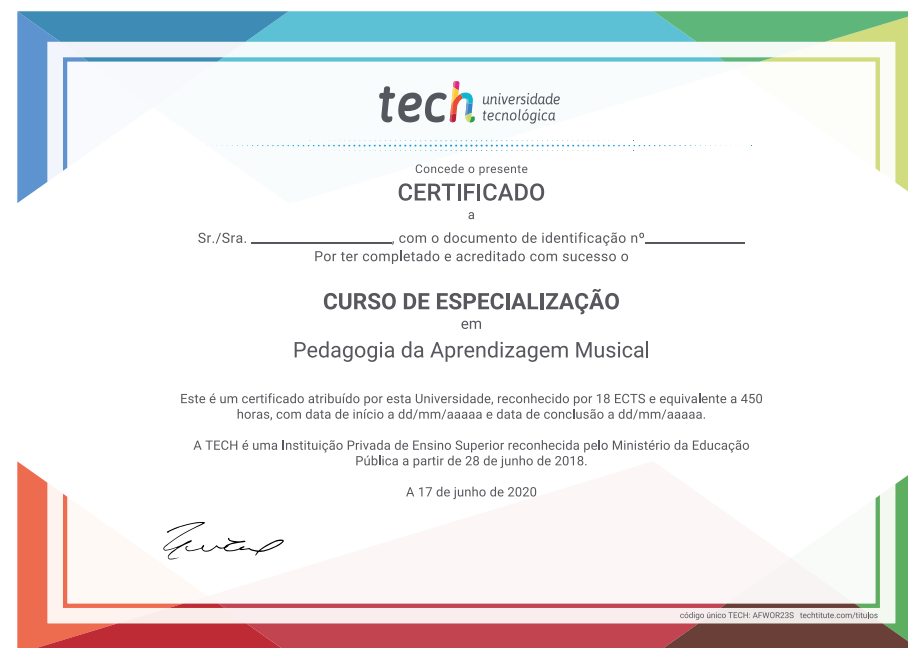 tech universidade
tecnológica
Concede o presente
CERTIFICADO
a
Sr./Sra. ____________________, com o documento de identificação nº______________
Por ter completado e acreditado com sucesso o
CURSO DE ESPECIALIZAÇÃO
em
Pedagogia da Aprendizagem Musical
Este é um certificado atribuído por esta Universidade, reconhecido por 18 ECTS e equivalente a 450
horas, com data de início a dd/mm/aaaaa e data de conclusão a dd/mm/aaaaa.
A TECH é uma Instituição Privada de Ensino Superior reconhecida pelo Ministério da Educação
Pública a partir de 28 de junho de 2018.
A 17 de junho de 2020
código único TECH: AFWOR23S techtitute.com/títulos